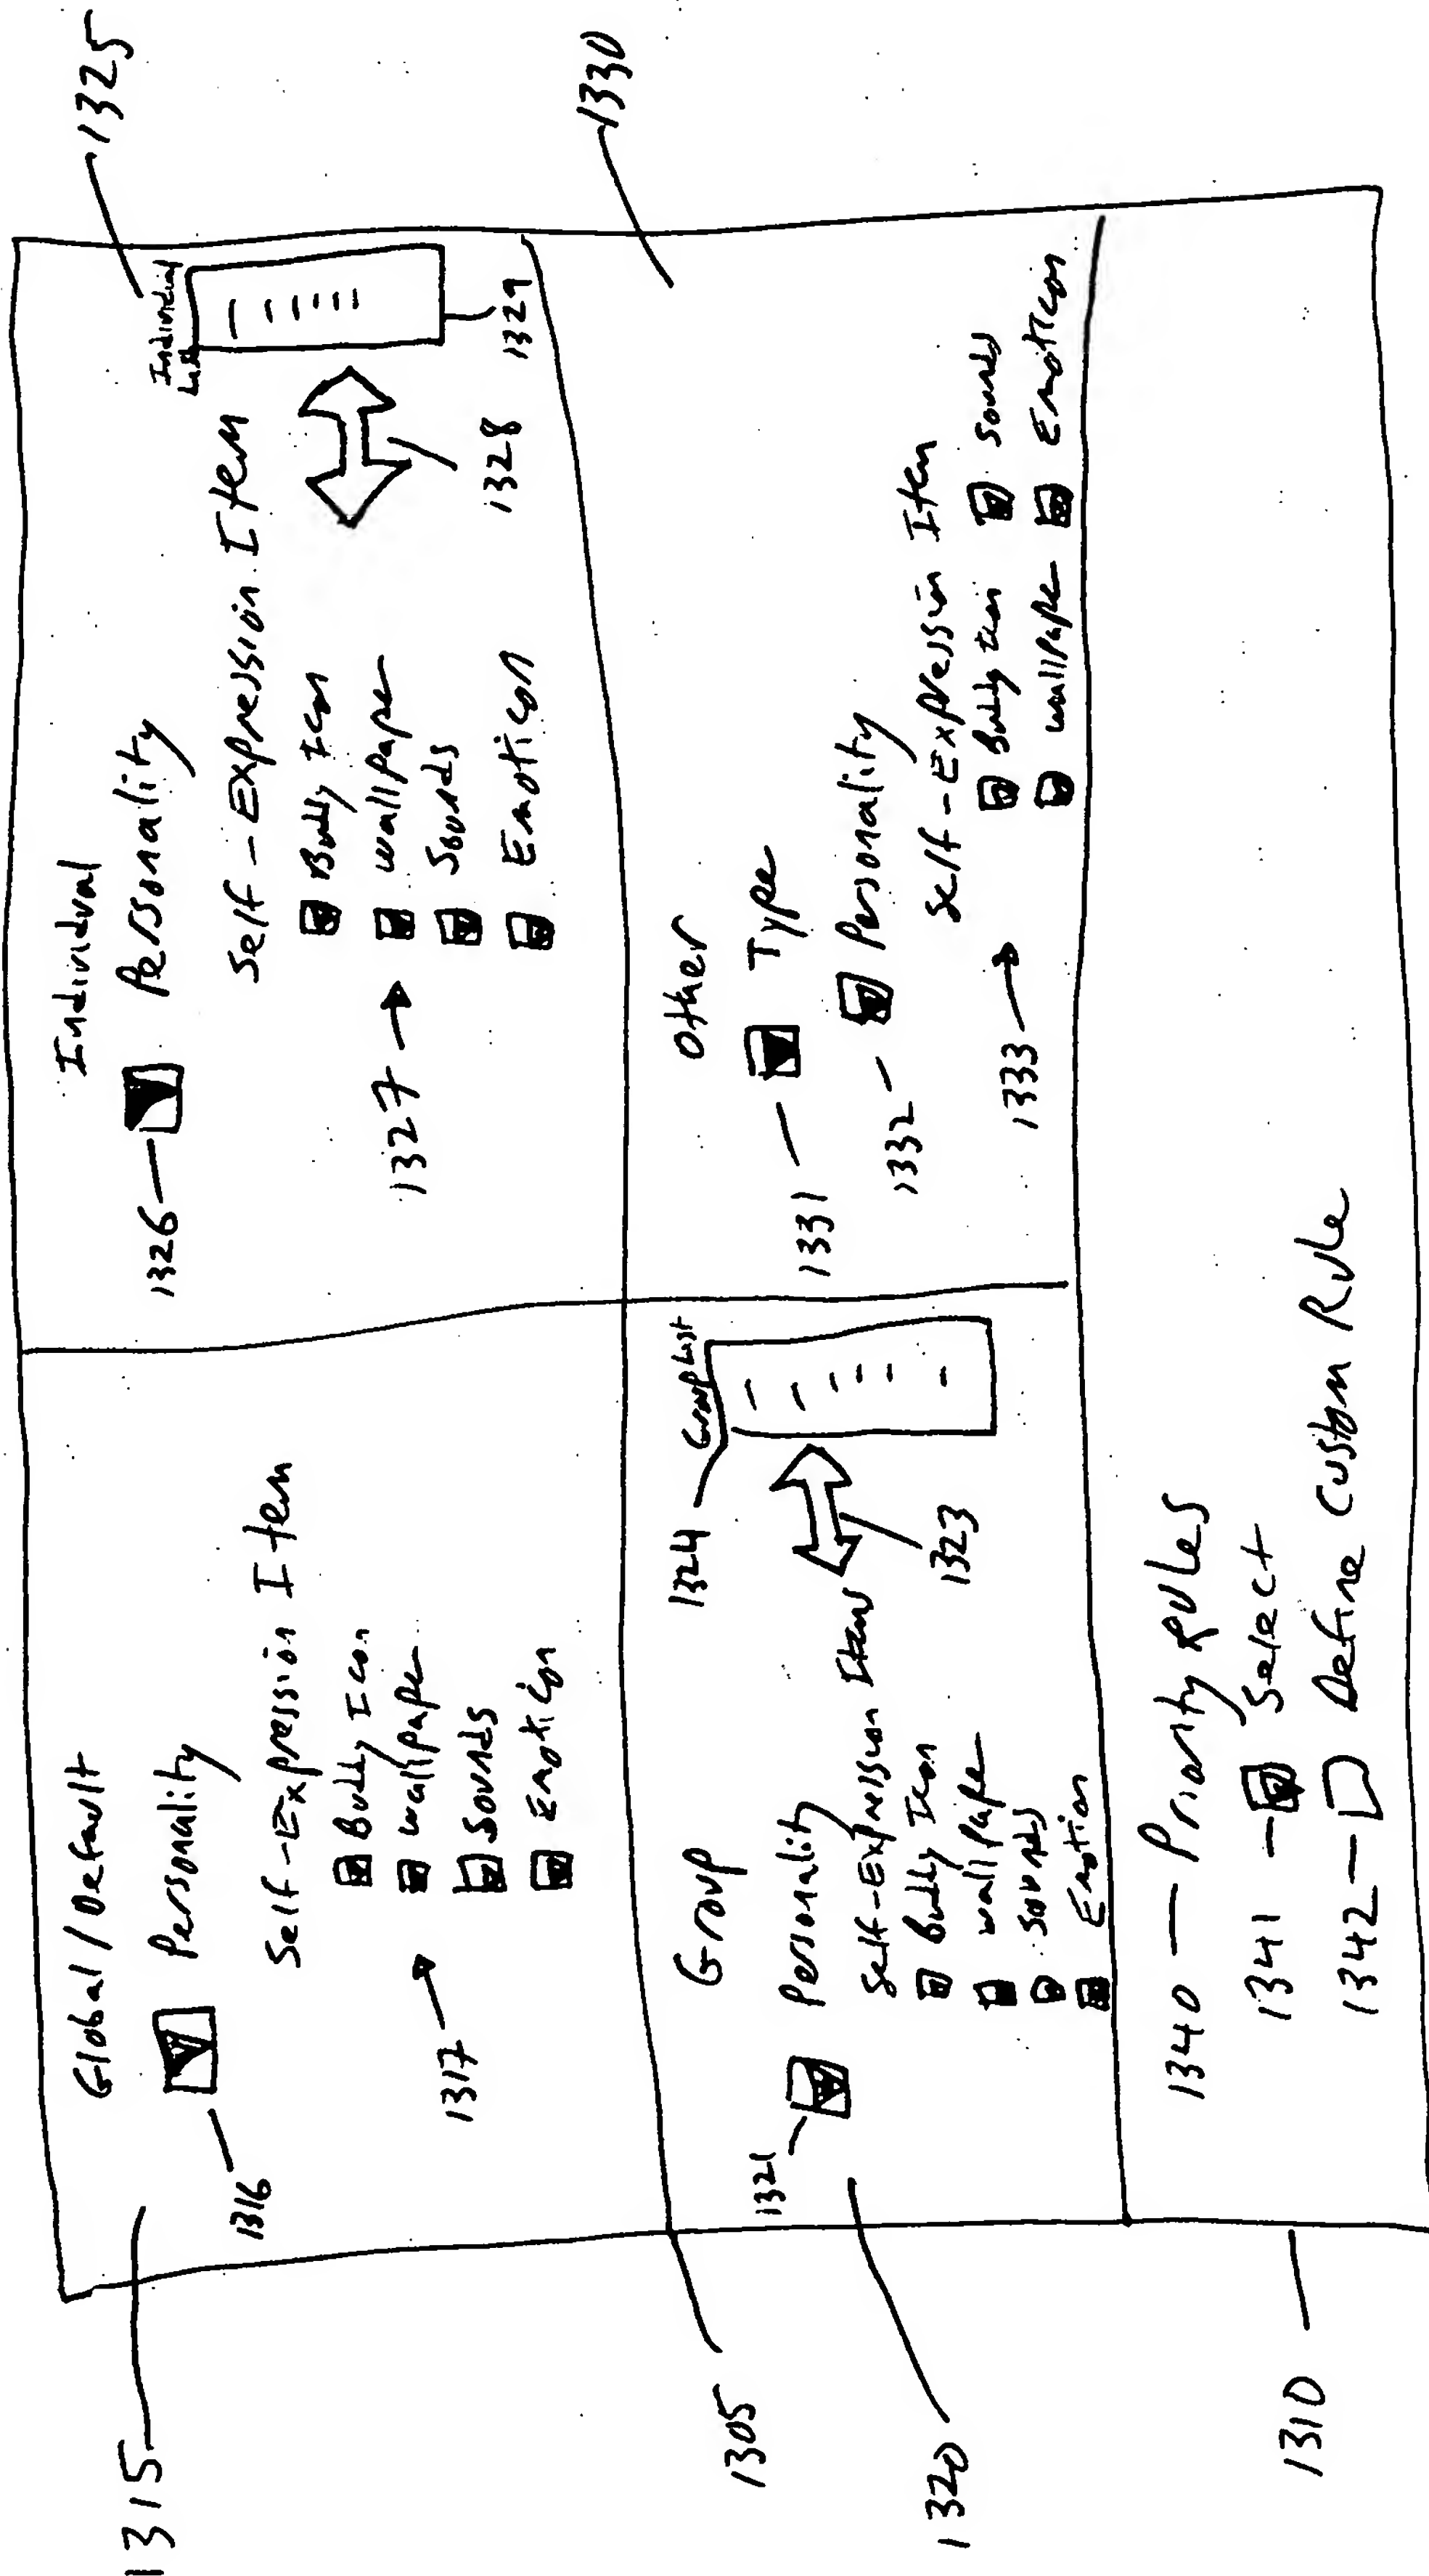 1315
Global/Default
1316
Personality
Self-Expression Item
1317
Buddy Icon
wallpaper
Sounds
Emoticon
1325
Individual
1326
Personality
Self-Expression Item
1327
Buddy Icon
wallpaper
Sounds
Emoticon
Individual
List
1328
1329
1305
1320
Group
1321
Personality
Self-Expression Item
Buddy Icon
wallpaper
Sounds
1324
Group List
1323
1330
Other
1331
Type
1332
Personality
Self-Expression Item
1333
Buddy Icon
Sounds
wallpaper
Emoticon
1310
1340
Priority Rules
1341
Select
1342
Define Custom Rule